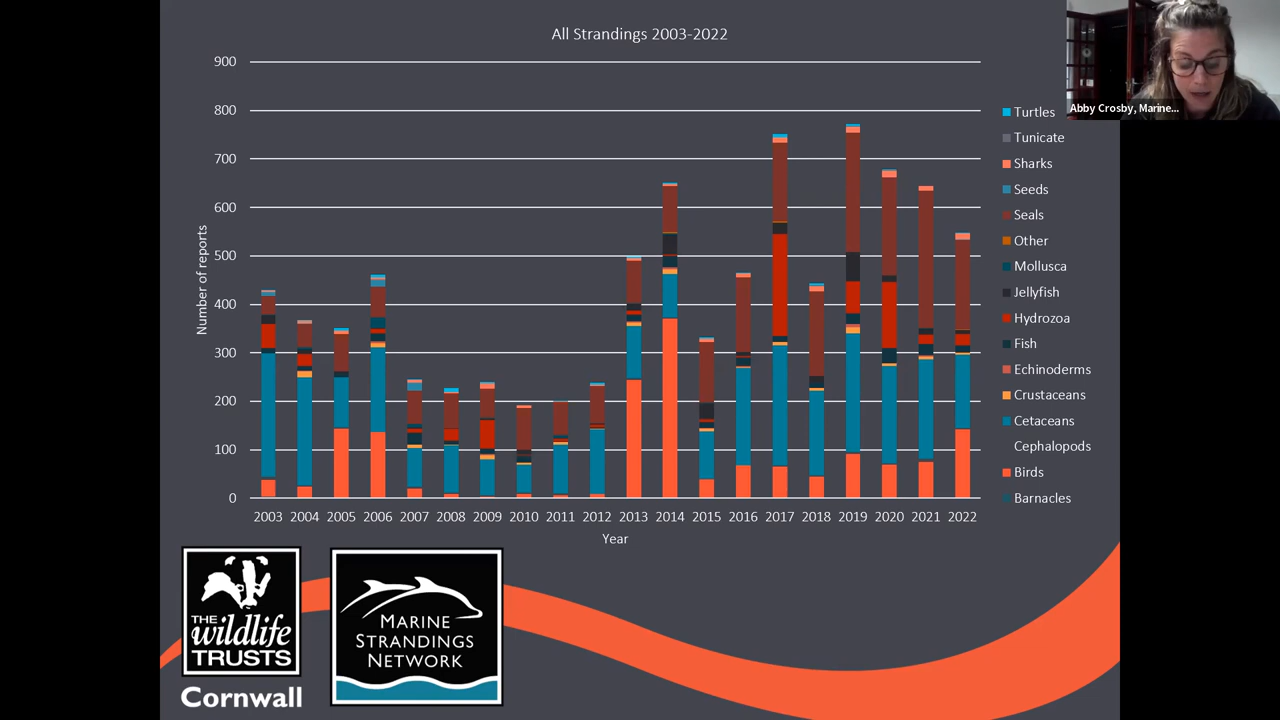 All Strandings 2003-2022
Abby Crosby, Marine...
900
800
700
600
500
400
300
200
100
0
Number of reports
2003 2004 2005 2006 2007 2008 2009 2010 2011 2012 2013 2014 2015 2016 2017 2018 2019 2020 2021 2022
Year
Turtles
Tunicate
Sharks
Seeds
Seals
Other
Mollusca
Jellyfish
Hydrozoa
Fish
Echinoderms
Crustaceans
Cetaceans
Cephalopods
Birds
Barnacles
THE
wildlife
TRUSTS
Cornwall
MARINE
STRANDINGS
NETWORK